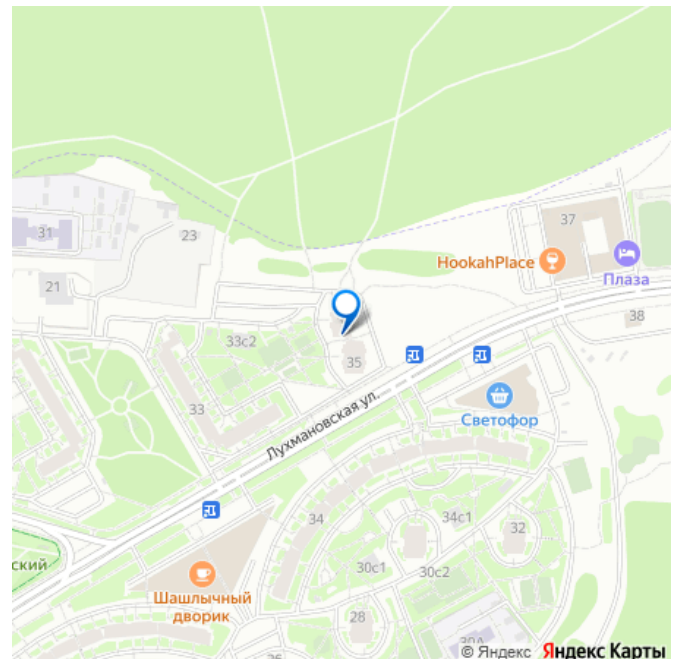 37
31
23
HookahPlace
Плаза
21
38
33с2
35
Светофор
33
Лухмановская ул.
34
34с1
32
ский
30с1
30с2
Шашлычный
дворик
28
30А
26
© Яндекс Яндекс Карты